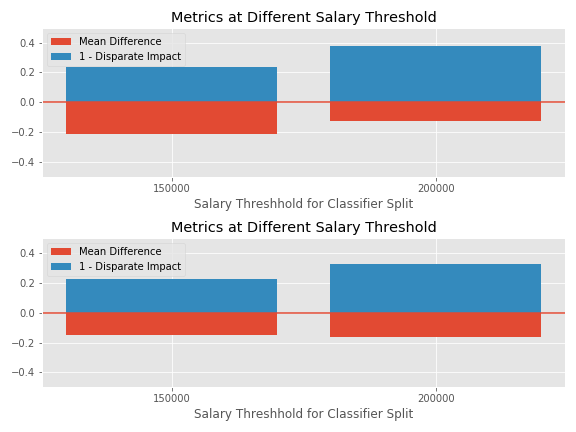 Metrics at Different Salary Threshold
0.4
Mean Difference
1 - Disparate Impact
0.2
0.0
−0.2
−0.4
150000 200000
Salary Threshhold for Classifier Split
Metrics at Different Salary Threshold
0.4
Mean Difference
1 - Disparate Impact
0.2
0.0
−0.2
−0.4
150000 200000
Salary Threshhold for Classifier Split